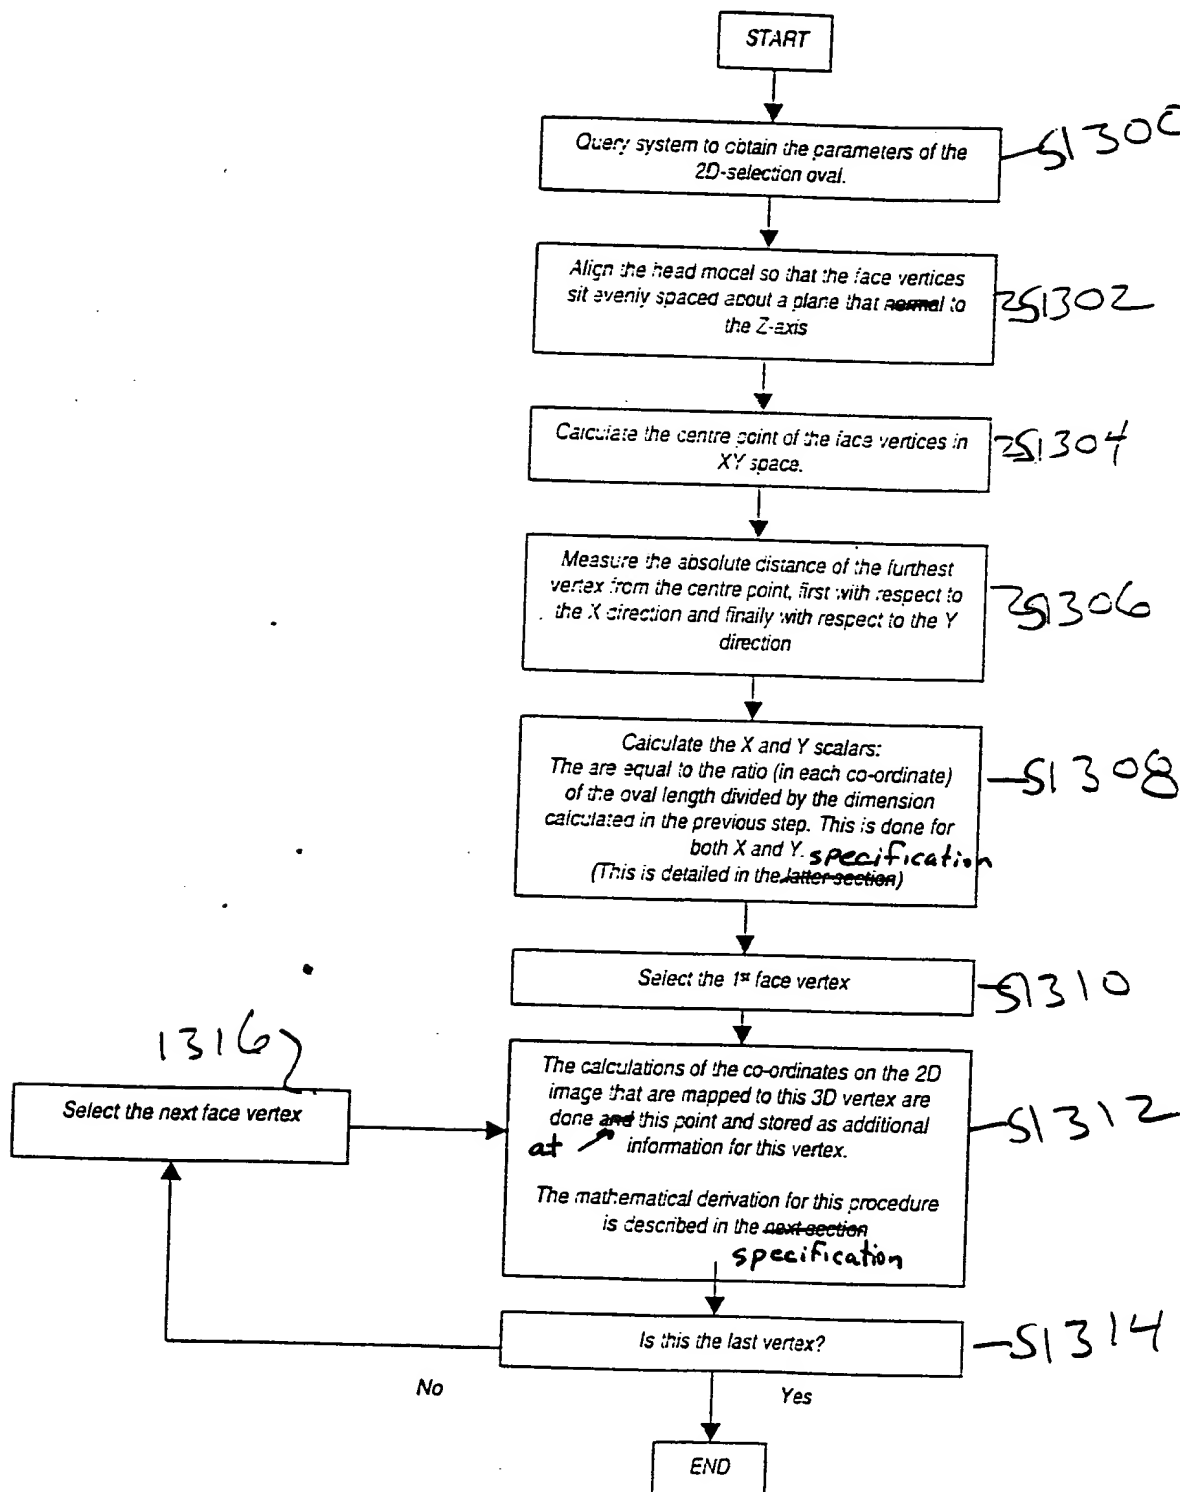 START
Query system to obtain the parameters of the
2D-selection oval.
S1300
Align the head mocel so that the face vertices
sit evenly spaced about a plane that normal to
the Z-axis
S1302
Calculate the centre point of the face vertices in
XY space.
S1304
Measure the absolute distance of the furthest
vertex from the centre point, first with respect to
the X direction and finally with respect to the Y
direction
S1306
Calculate the X and Y scalars:
The are equal to the ratio (in each co-ordinate)
of the oval length divided by the dimension
calculated in the previous step. This is done for
both X and Y. specification
(This is detailed in the latter section)
S1308
Select the 1st face vertex
S1310
1316
Select the next face vertex
The calculations of the co-ordinates on the 2D
image that are mapped to this 3D vertex are
done and this point and stored as additional
at information for this vertex.
The mathematical derivation for this procedure
is described in the next section
specification
S1312
Is this the last vertex?
S1314
No
Yes
END